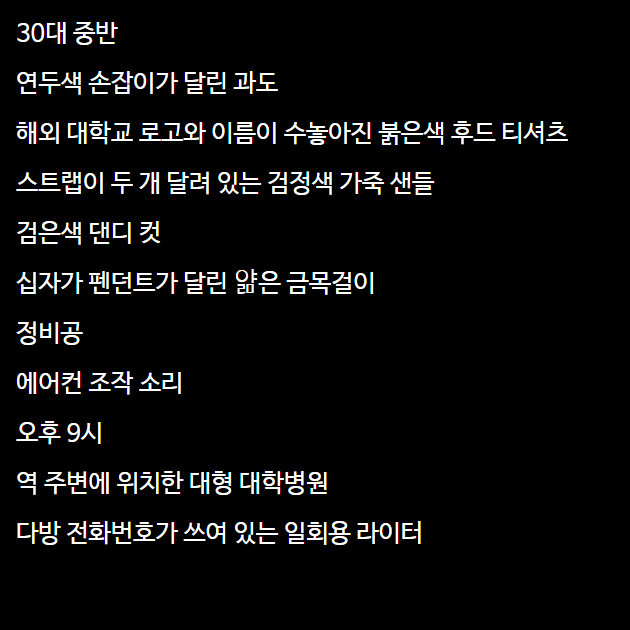 30대 중반
연두색 손잡이가 달린 과도
해외 대학교 로고와 이름이 수놓아진 붉은색 후드 티셔츠
스트랩이 두 개 달려 있는 검정색 가죽 샌들
검은색 댄디 컷
십자가 펜던트가 달린 얇은 금목걸이
정비공
에어컨 조작 소리
오후 9시
역 주변에 위치한 대형 대학병원
다방 전화번호가 쓰여 있는 일회용 라이터